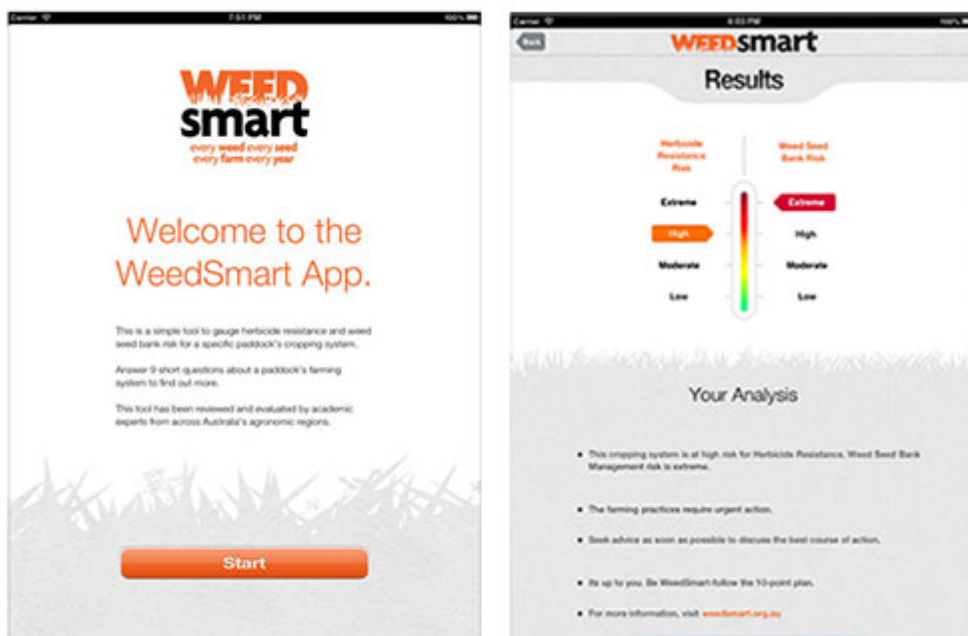 Carrier 7:51 PM 100%
WEED
smart
every weed every seed
every farm every year
Welcome to the
WeedSmart App.
This is a simple tool to gauge herbicide resistance and weed
seed bank risk for a specific paddock's cropping system.
Answer 9 short questions about a paddock's farming
system to find out more.
This tool has been reviewed and evaluated by academic
experts from across Australia's agronomic regions.
Start
Carrier 8:03 PM 100%
Back
WEEDsmart
Results
Herbicide
Resistance
Risk
Weed Seed
Bank Risk
Extreme Extreme
High High
Moderate Moderate
Low Low
Your Analysis
• This cropping system is at high risk for Herbicide Resistance. Weed Seed Bank
Management risk is extreme.
• The farming practices require urgent action.
• Seek advice as soon as possible to discuss the best course of action.
• Its up to you. Be WeedSmart-follow the 10-point plan.
• For more information, visit weedsmart.org.au